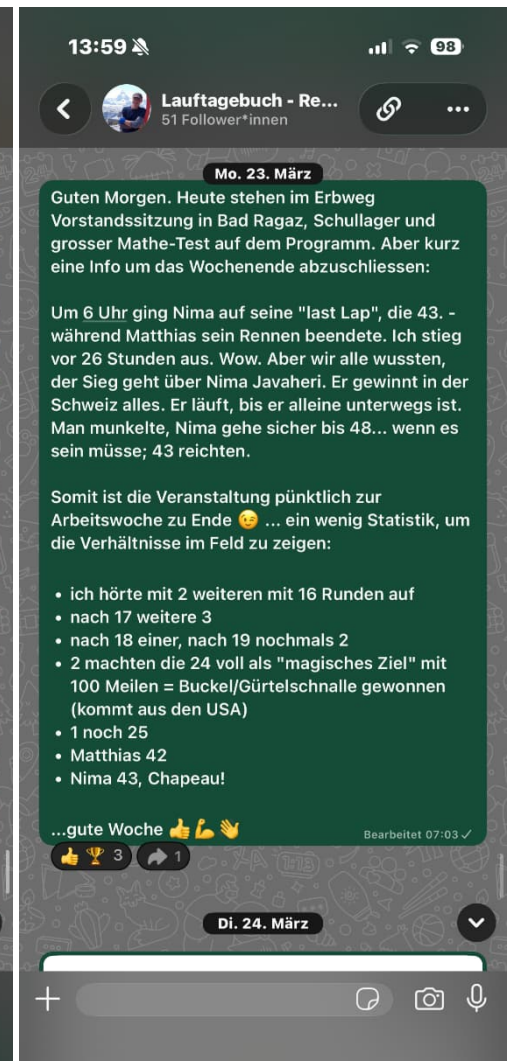 13:59
98
Lauftagebuch - Re...
51 Follower*innen
Mo. 23. März
Guten Morgen. Heute stehen im Erbweg
Vorstandssitzung in Bad Ragaz, Schullager und
grosser Mathe-Test auf dem Programm. Aber kurz
eine Info um das Wochenende abzuschliessen:
Um 6 Uhr ging Nima auf seine "last Lap", die 43. -
während Matthias sein Rennen beendete. Ich stieg
vor 26 Stunden aus. Wow. Aber wir alle wussten,
der Sieg geht über Nima Javaheri. Er gewinnt in der
Schweiz alles. Er läuft, bis er alleine unterwegs ist.
Man munkelte, Nima gehe sicher bis 48... wenn es
sein müsse; 43 reichten.
Somit ist die Veranstaltung pünktlich zur
Arbeitswoche zu Ende 😉 ... ein wenig Statistik, um
die Verhältnisse im Feld zu zeigen:
• ich hörte mit 2 weiteren mit 16 Runden auf
• nach 17 weitere 3
• nach 18 einer, nach 19 nochmals 2
• 2 machten die 24 voll als "magisches Ziel" mit
100 Meilen = Buckel/Gürtelschnalle gewonnen
(kommt aus den USA)
• 1 noch 25
• Matthias 42
• Nima 43, Chapeau!
...gute Woche 👍💪👋
Bearbeitet 07:03 ✓
👍🏆 3
1
Di. 24. März